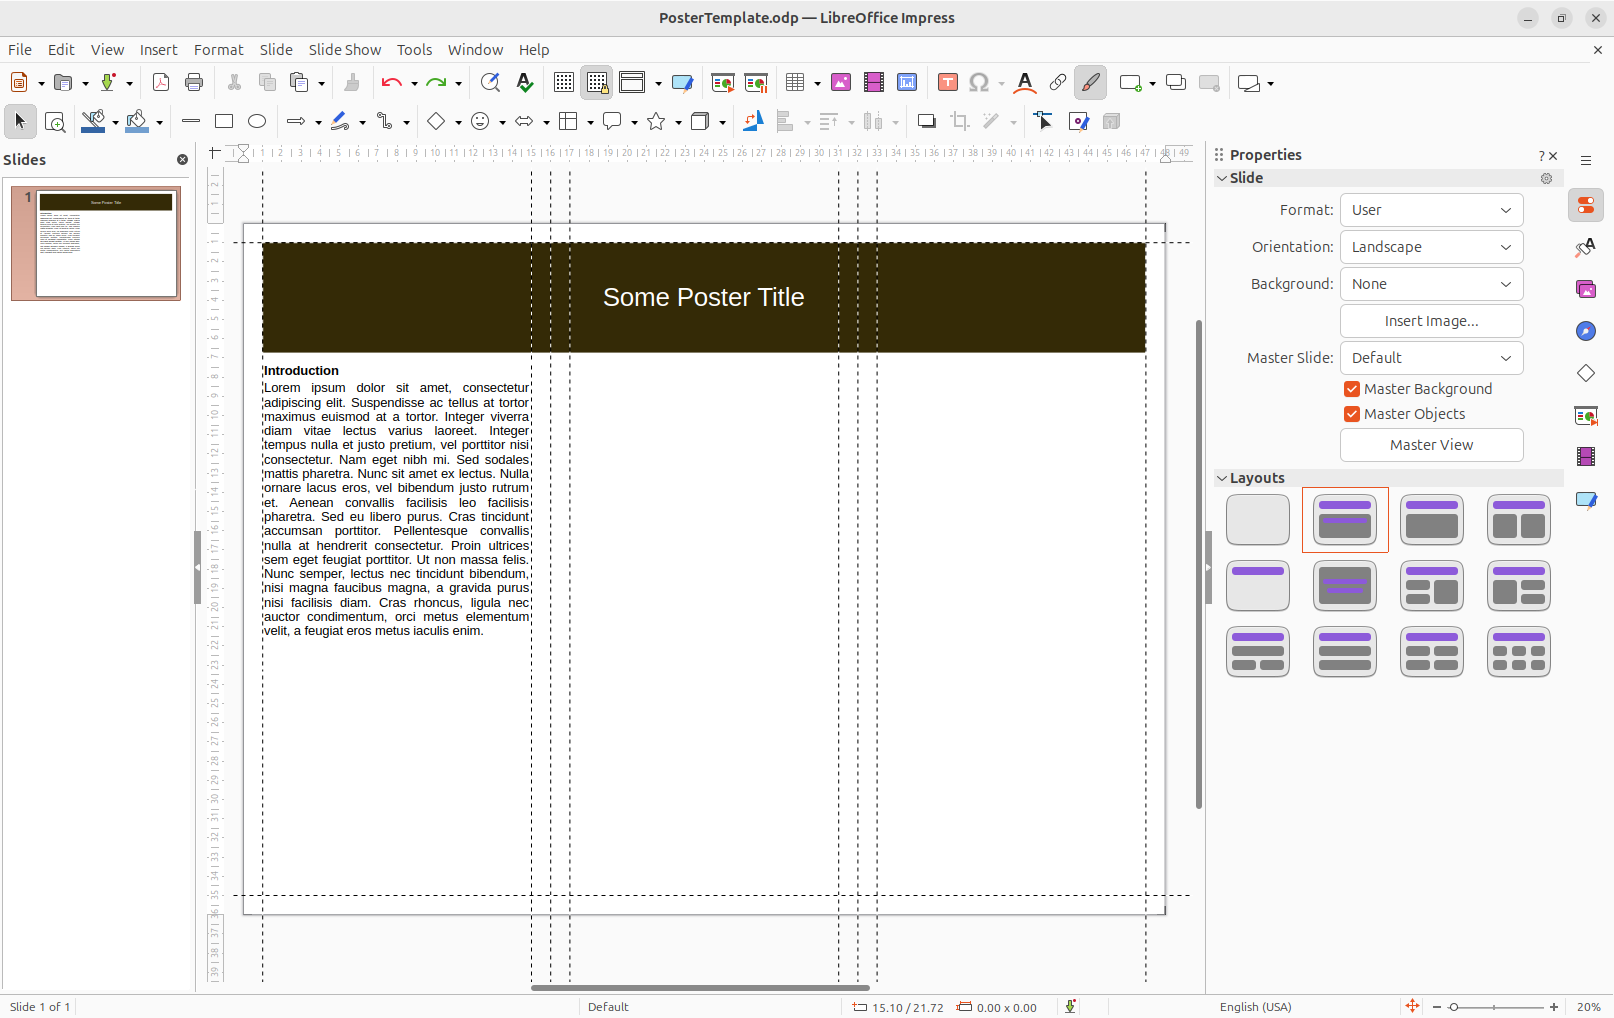 PosterTemplate.odp — LibreOffice Impress
File Edit View Insert Format Slide Slide Show Tools Window Help
Slides
1
Some Poster Title
Introduction
Lorem ipsum dolor sit amet, consectetur
adipiscing elit. Suspendisse ac tellus at tortor
maximus euismod at a tortor. Integer viverra
diam vitae lectus varius laoreet. Integer
tempus nulla et justo pretium, vel porttitor nisi
consectetur. Nam eget nibh mi. Sed sodales
mattis pharetra. Nunc sit amet ex lectus. Nulla
ornare lacus eros, vel bibendum justo rutrum
et. Aenean convallis facilisis leo facilisis
pharetra. Sed eu libero purus. Cras tincidunt
accumsan porttitor. Pellentesque convallis
nulla at hendrerit consectetur. Proin ultrices
sem eget feugiat porttitor. Ut non massa felis.
Nunc semper, lectus nec tincidunt bibendum,
nisi magna faucibus magna, a gravida purus
nisi facilisis diam. Cras rhoncus, ligula nec
auctor condimentum, orci metus elementum
velit, a feugiat eros metus iaculis enim.
Properties
Slide
Format: User
Orientation: Landscape
Background: None
Insert Image...
Master Slide: Default
Master Background
Master Objects
Master View
Layouts
Slide 1 of 1
Default
15.10 / 21.72
0.00 x 0.00
English (USA)
20%